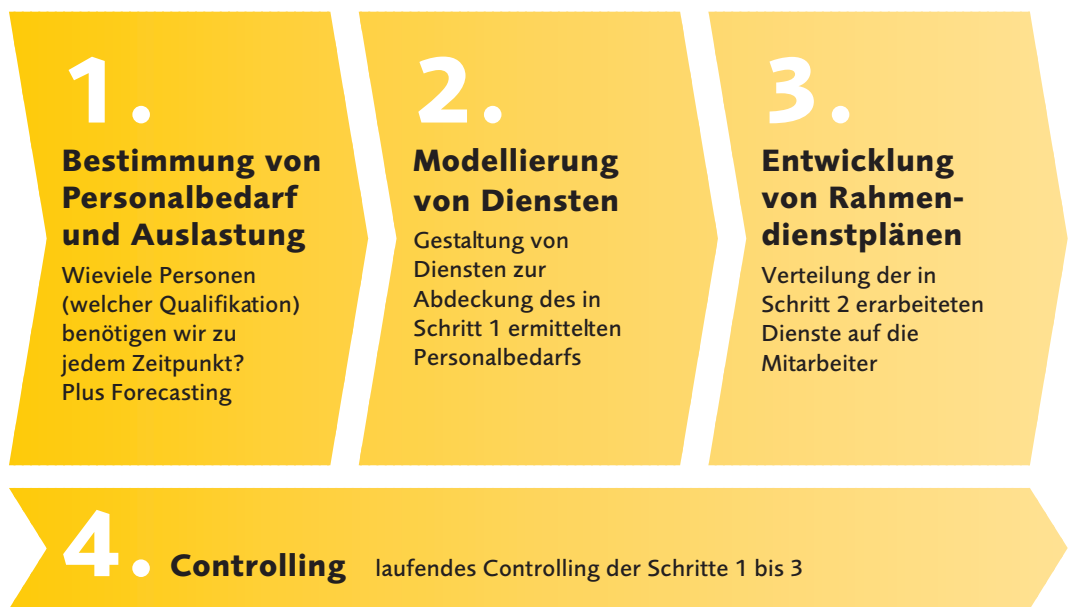 1.
Bestimmung von
Personalbedarf
und Auslastung
Wieviele Personen
(welcher Qualifikation)
benötigen wir zu
jedem Zeitpunkt?
Plus Forecasting
2.
Modellierung
von Diensten
Gestaltung von
Diensten zur
Abdeckung des in
Schritt 1 ermittelten
Personalbedarfs
3.
Entwicklung
von Rahmen-
dienstplänen
Verteilung der in
Schritt 2 erarbeiteten
Dienste auf die
Mitarbeiter
4. Controlling laufendes Controlling der Schritte 1 bis 3